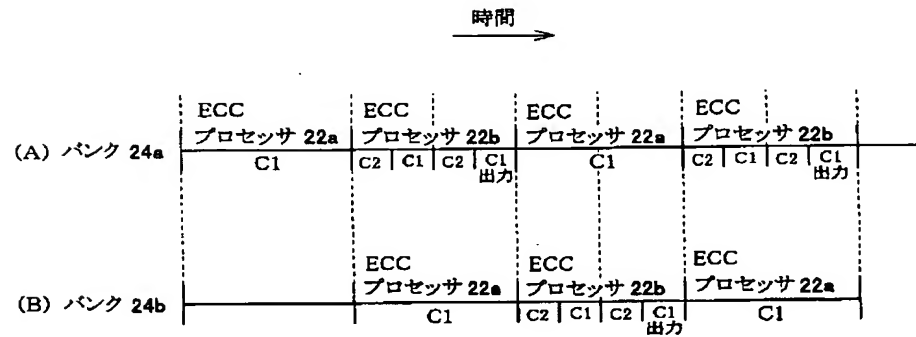 時間
ECC ECC ECC ECC
プロセッサ 22a プロセッサ 22b プロセッサ 22a プロセッサ 22b
(A) バンク 24a
C1 C2 C1 C2 C1 C1 C2 C1 C2 C1
出力 出力
ECC ECC ECC
プロセッサ 22a プロセッサ 22b プロセッサ 22a
(B) バンク 24b
C1 C2 C1 C2 C1 C1
出力